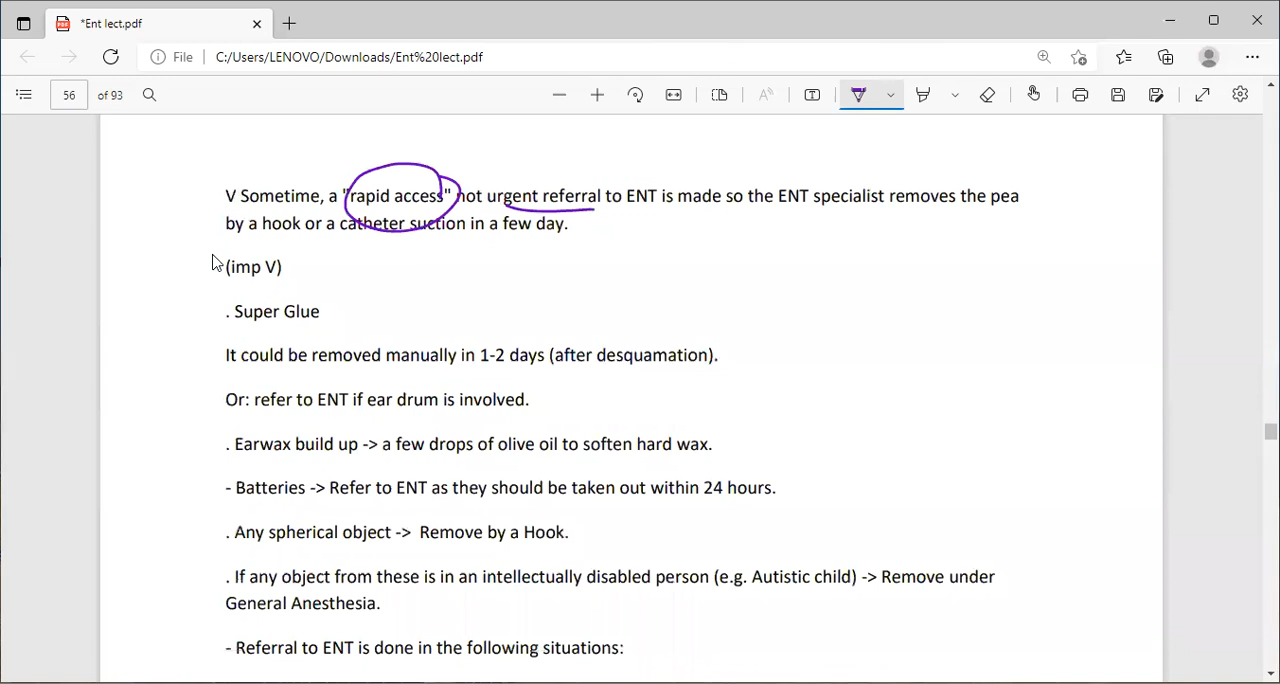 *Ent lect.pdf
File
C:/Users/LENOVO/Downloads/Ent%20lect.pdf
56 of 93
V Sometime, a "rapid access" not urgent referral to ENT is made so the ENT specialist removes the pea
by a hook or a catheter suction in a few day.
(imp V)
. Super Glue
It could be removed manually in 1-2 days (after desquamation).
Or: refer to ENT if ear drum is involved.
. Earwax build up -> a few drops of olive oil to soften hard wax.
- Batteries -> Refer to ENT as they should be taken out within 24 hours.
. Any spherical object -> Remove by a Hook.
. If any object from these is in an intellectually disabled person (e.g. Autistic child) -> Remove under
General Anesthesia.
- Referral to ENT is done in the following situations: